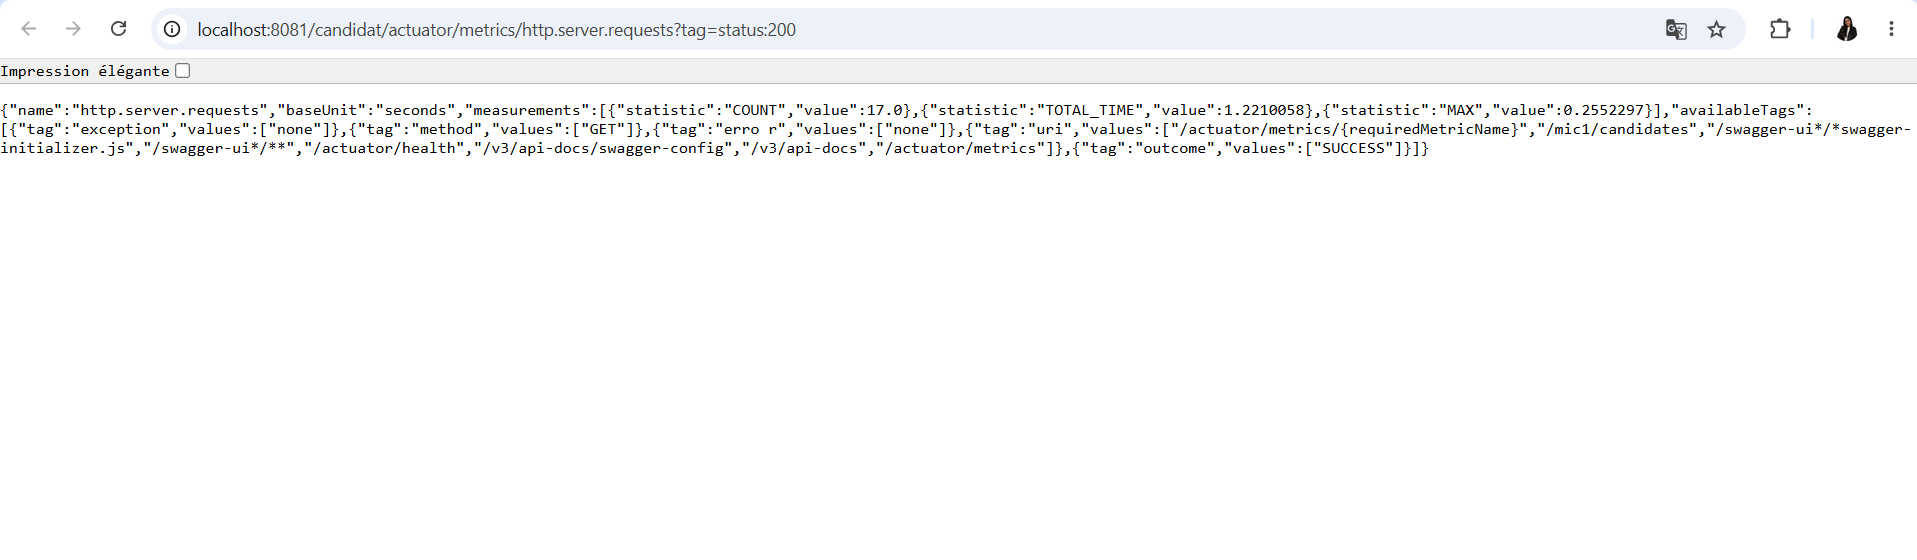 localhost:8081/candidat/actuator/metrics/http.server.requests?tag=status:200
Impression élégante
{"name":"http.server.requests","baseUnit":"seconds","measurements":[{"statistic":"COUNT","value":17.0},{"statistic":"TOTAL_TIME","value":1.2210058},{"statistic":"MAX","value":0.2552297}],"availableTags":
[{"tag":"exception","values":["none"]},{"tag":"method","values":["GET"]},{"tag":"erro r","values":["none"]},{"tag":"uri","values":["/actuator/metrics/{requiredMetricName}","/mic1/candidates","/swagger-ui*/*swagger-
initializer.js","/swagger-ui*/**","/actuator/health","/v3/api-docs/swagger-config","/v3/api-docs","/actuator/metrics"]},{"tag":"outcome","values":["SUCCESS"]}]}